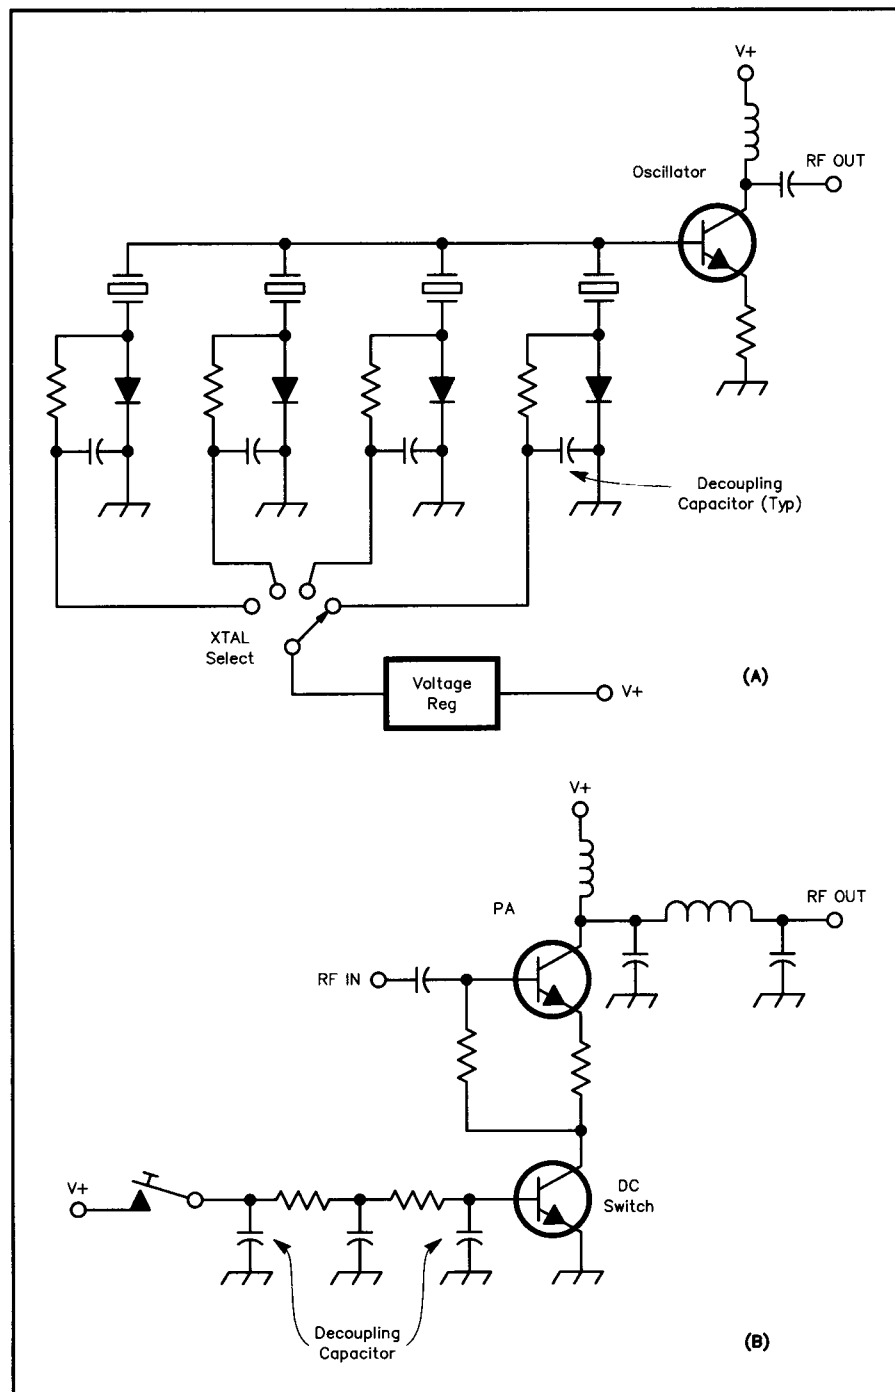 V+
RF OUT
Oscillator
Decoupling
Capacitor (Typ)
XTAL
Select
Voltage
Reg
V+
(A)
V+
RF OUT
PA
RF IN
V+
DC
Switch
Decoupling
Capacitor
(B)